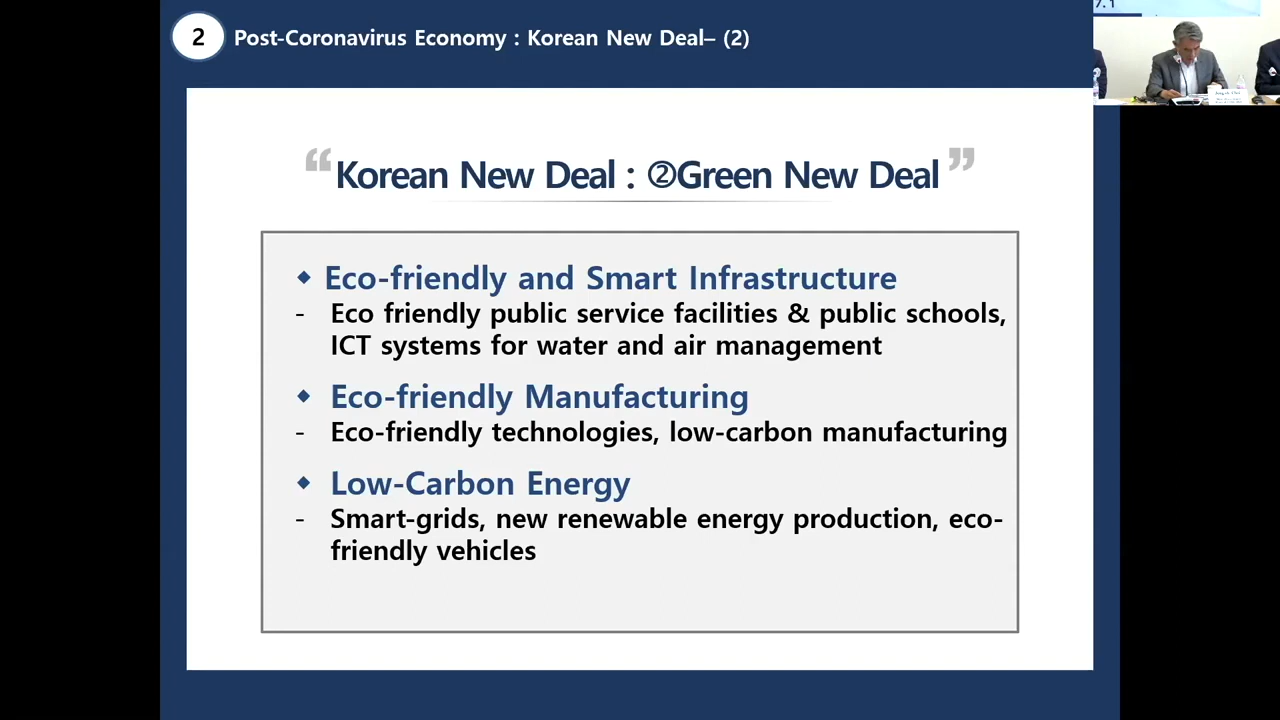 2
Post-Coronavirus Economy : Korean New Deal– (2)
7.1
“Korean New Deal : ②Green New Deal”
◆ Eco-friendly and Smart Infrastructure
- Eco friendly public service facilities & public schools,
ICT systems for water and air management
◆ Eco-friendly Manufacturing
- Eco-friendly technologies, low-carbon manufacturing
◆ Low-Carbon Energy
- Smart-grids, new renewable energy production, eco-
friendly vehicles